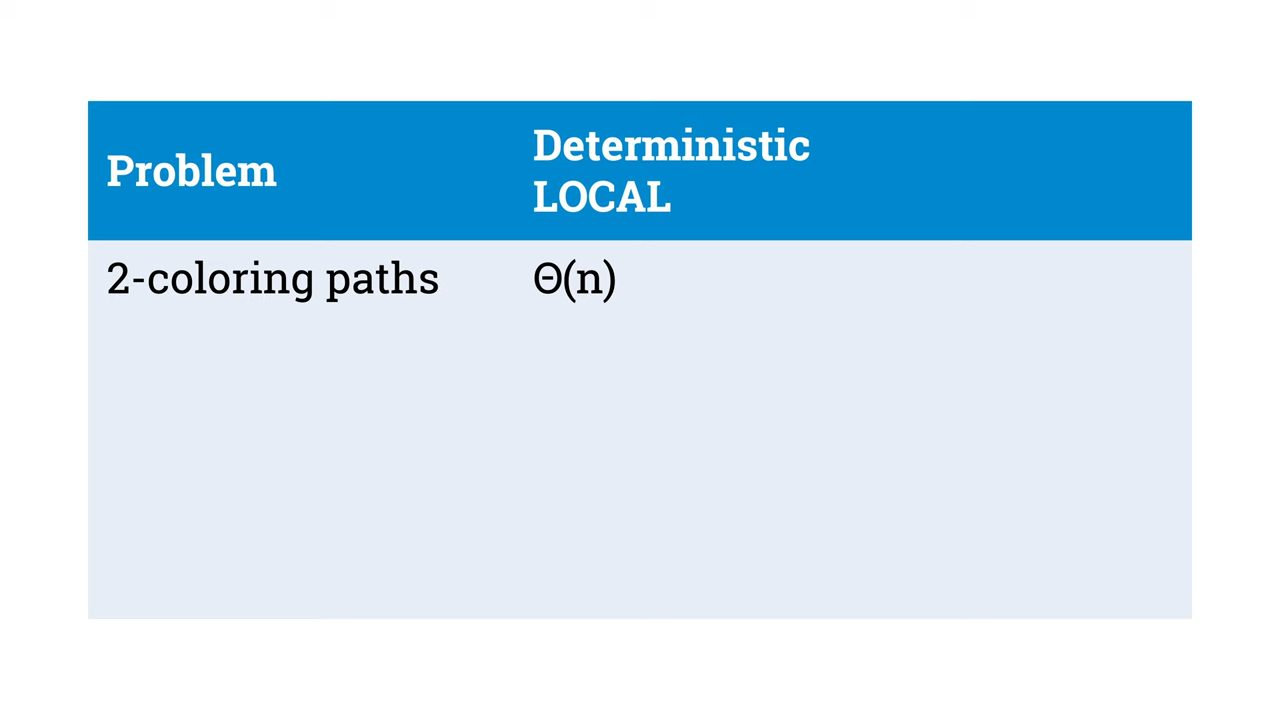 Problem
Deterministic
LOCAL
2-coloring paths
Θ(n)